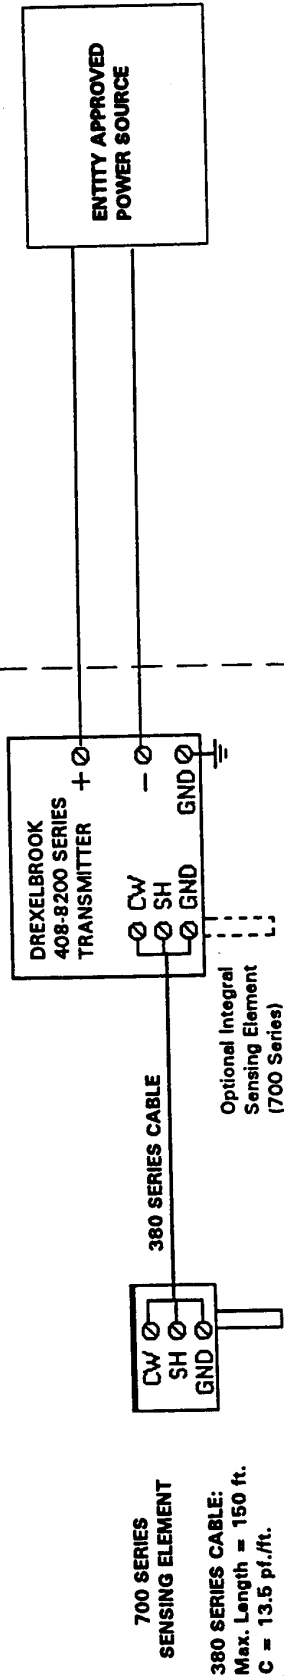 700 SERIES
SENSING ELEMENT
380 SERIES CABLE:
Max. Length = 150 ft.
C = 13.5 pf./ft.
CW
SH
GND
380 SERIES CABLE
DREXELBROOK
408-8200 SERIES
TRANSMITTER
CW
SH
GND
+
−
GND
Optional Integral
Sensing Element
(700 Series)
ENTITY APPROVED
POWER SOURCE